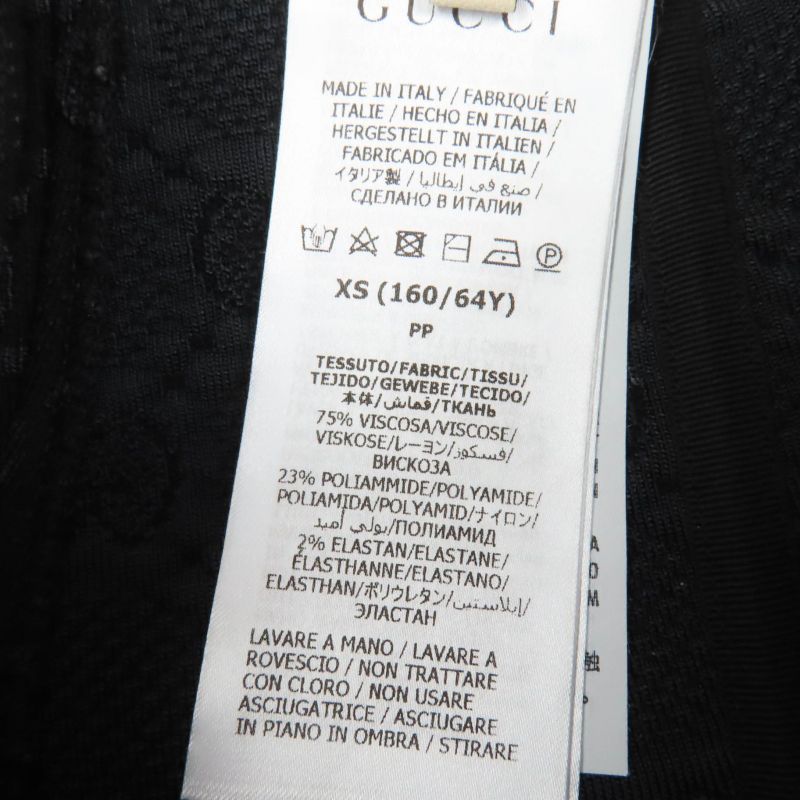 GUCCI
MADE IN ITALY / FABRIQUÉ EN
ITALIE / HECHO EN ITALIA /
HERGESTELLT IN ITALIEN /
FABRICADO EM ITÁLIA /
イタリア製 / صنع في إيطاليا /
СДЕЛАНО В ИТАЛИИ
P
XS (160/64Y)
PP
TESSUTO/FABRIC/TISSU/
TEJIDO/GEWEBE/TECIDO/
本体/قماش/ТКАНЬ
75% VISCOSA/VISCOSE/
VISKOSE/レーヨン/فسكوز/
ВИСКОЗА
23% POLIAMMIDE/POLYAMIDE/
POLIAMIDA/POLYAMID/ナイロン/
بولي أميد/ПОЛИАМИД
2% ELASTAN/ELASTANE/
ÉLASTHANNE/ELASTANO/
ELASTHAN/ポリウレタン/إيلاستين/
ЭЛАСТАН
LAVARE A MANO / LAVARE A
ROVESCIO / NON TRATTARE
CON CLORO / NON USARE
ASCIUGATRICE / ASCIUGARE
IN PIANO IN OMBRA / STIRARE